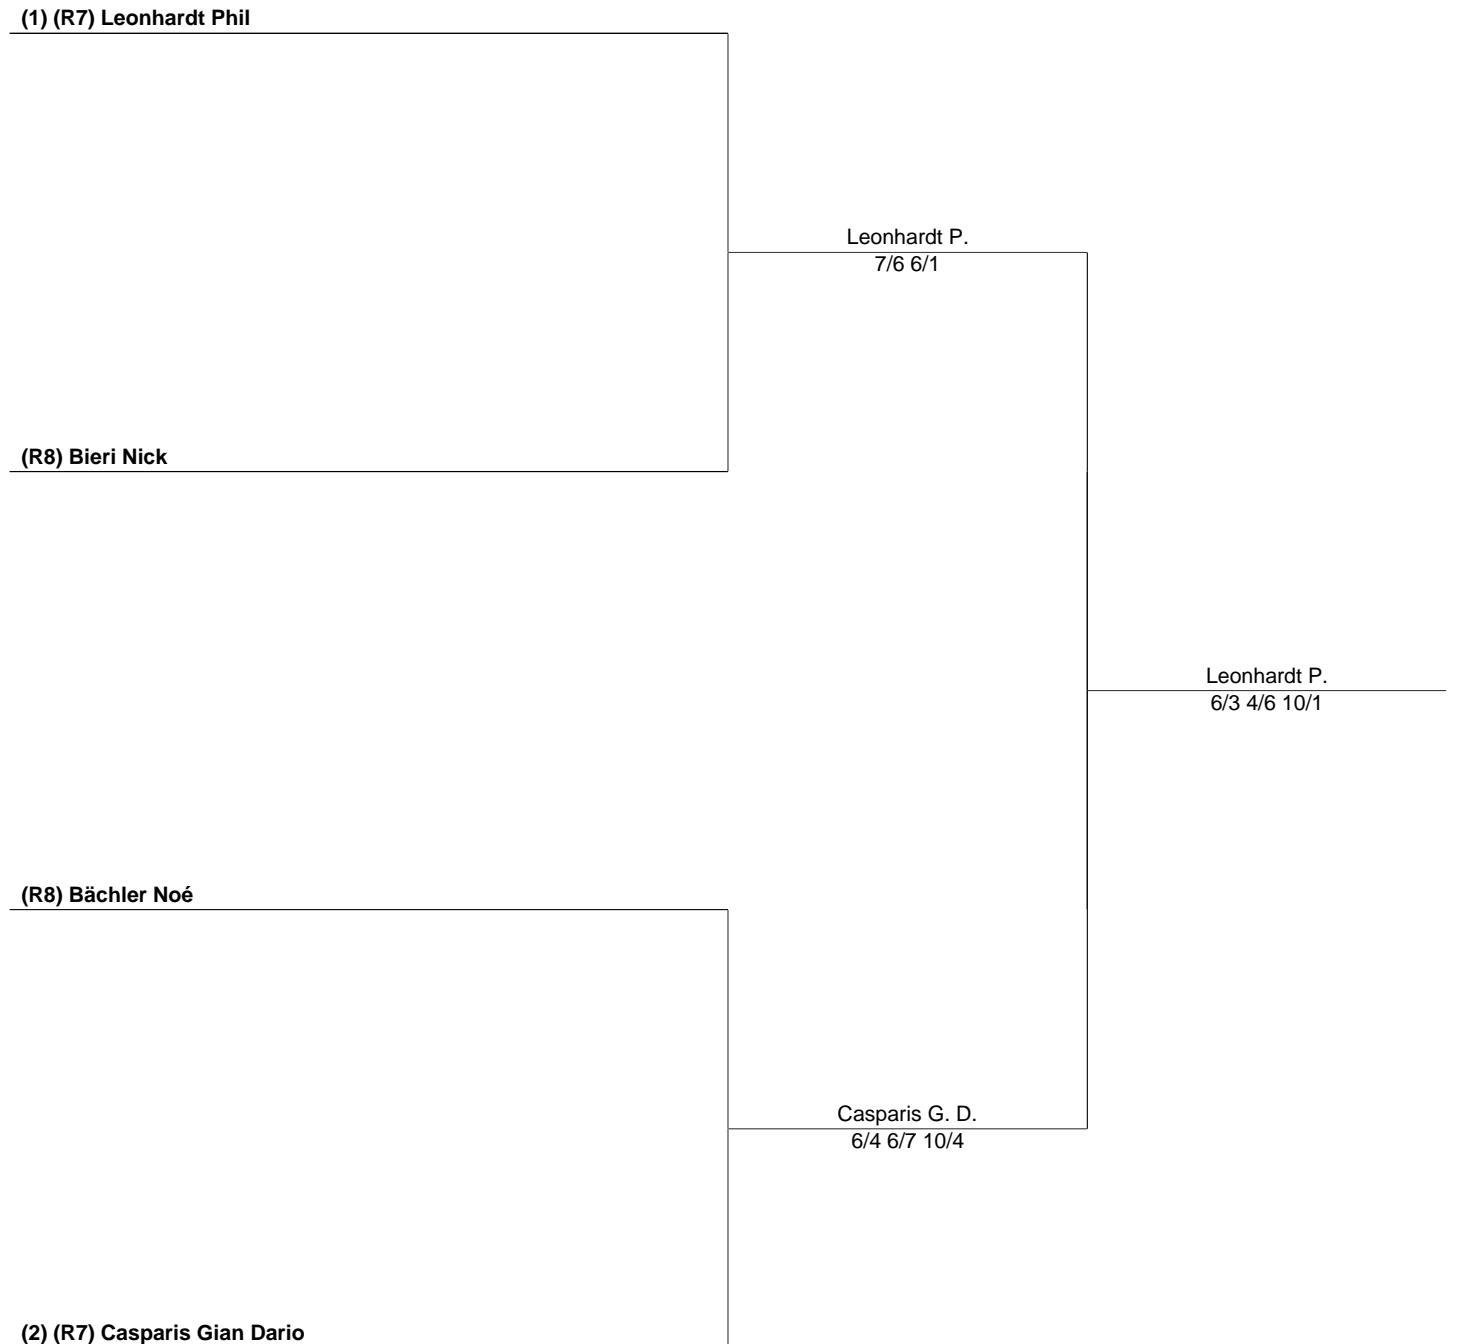 (1) (R7) Leonhardt Phil
Leonhardt P.
7/6 6/1
(R8) Bieri Nick
Leonhardt P.
6/3 4/6 10/1
(R8) Bächler Noé
Casparis G. D.
6/4 6/7 10/4
(2) (R7) Casparis Gian Dario